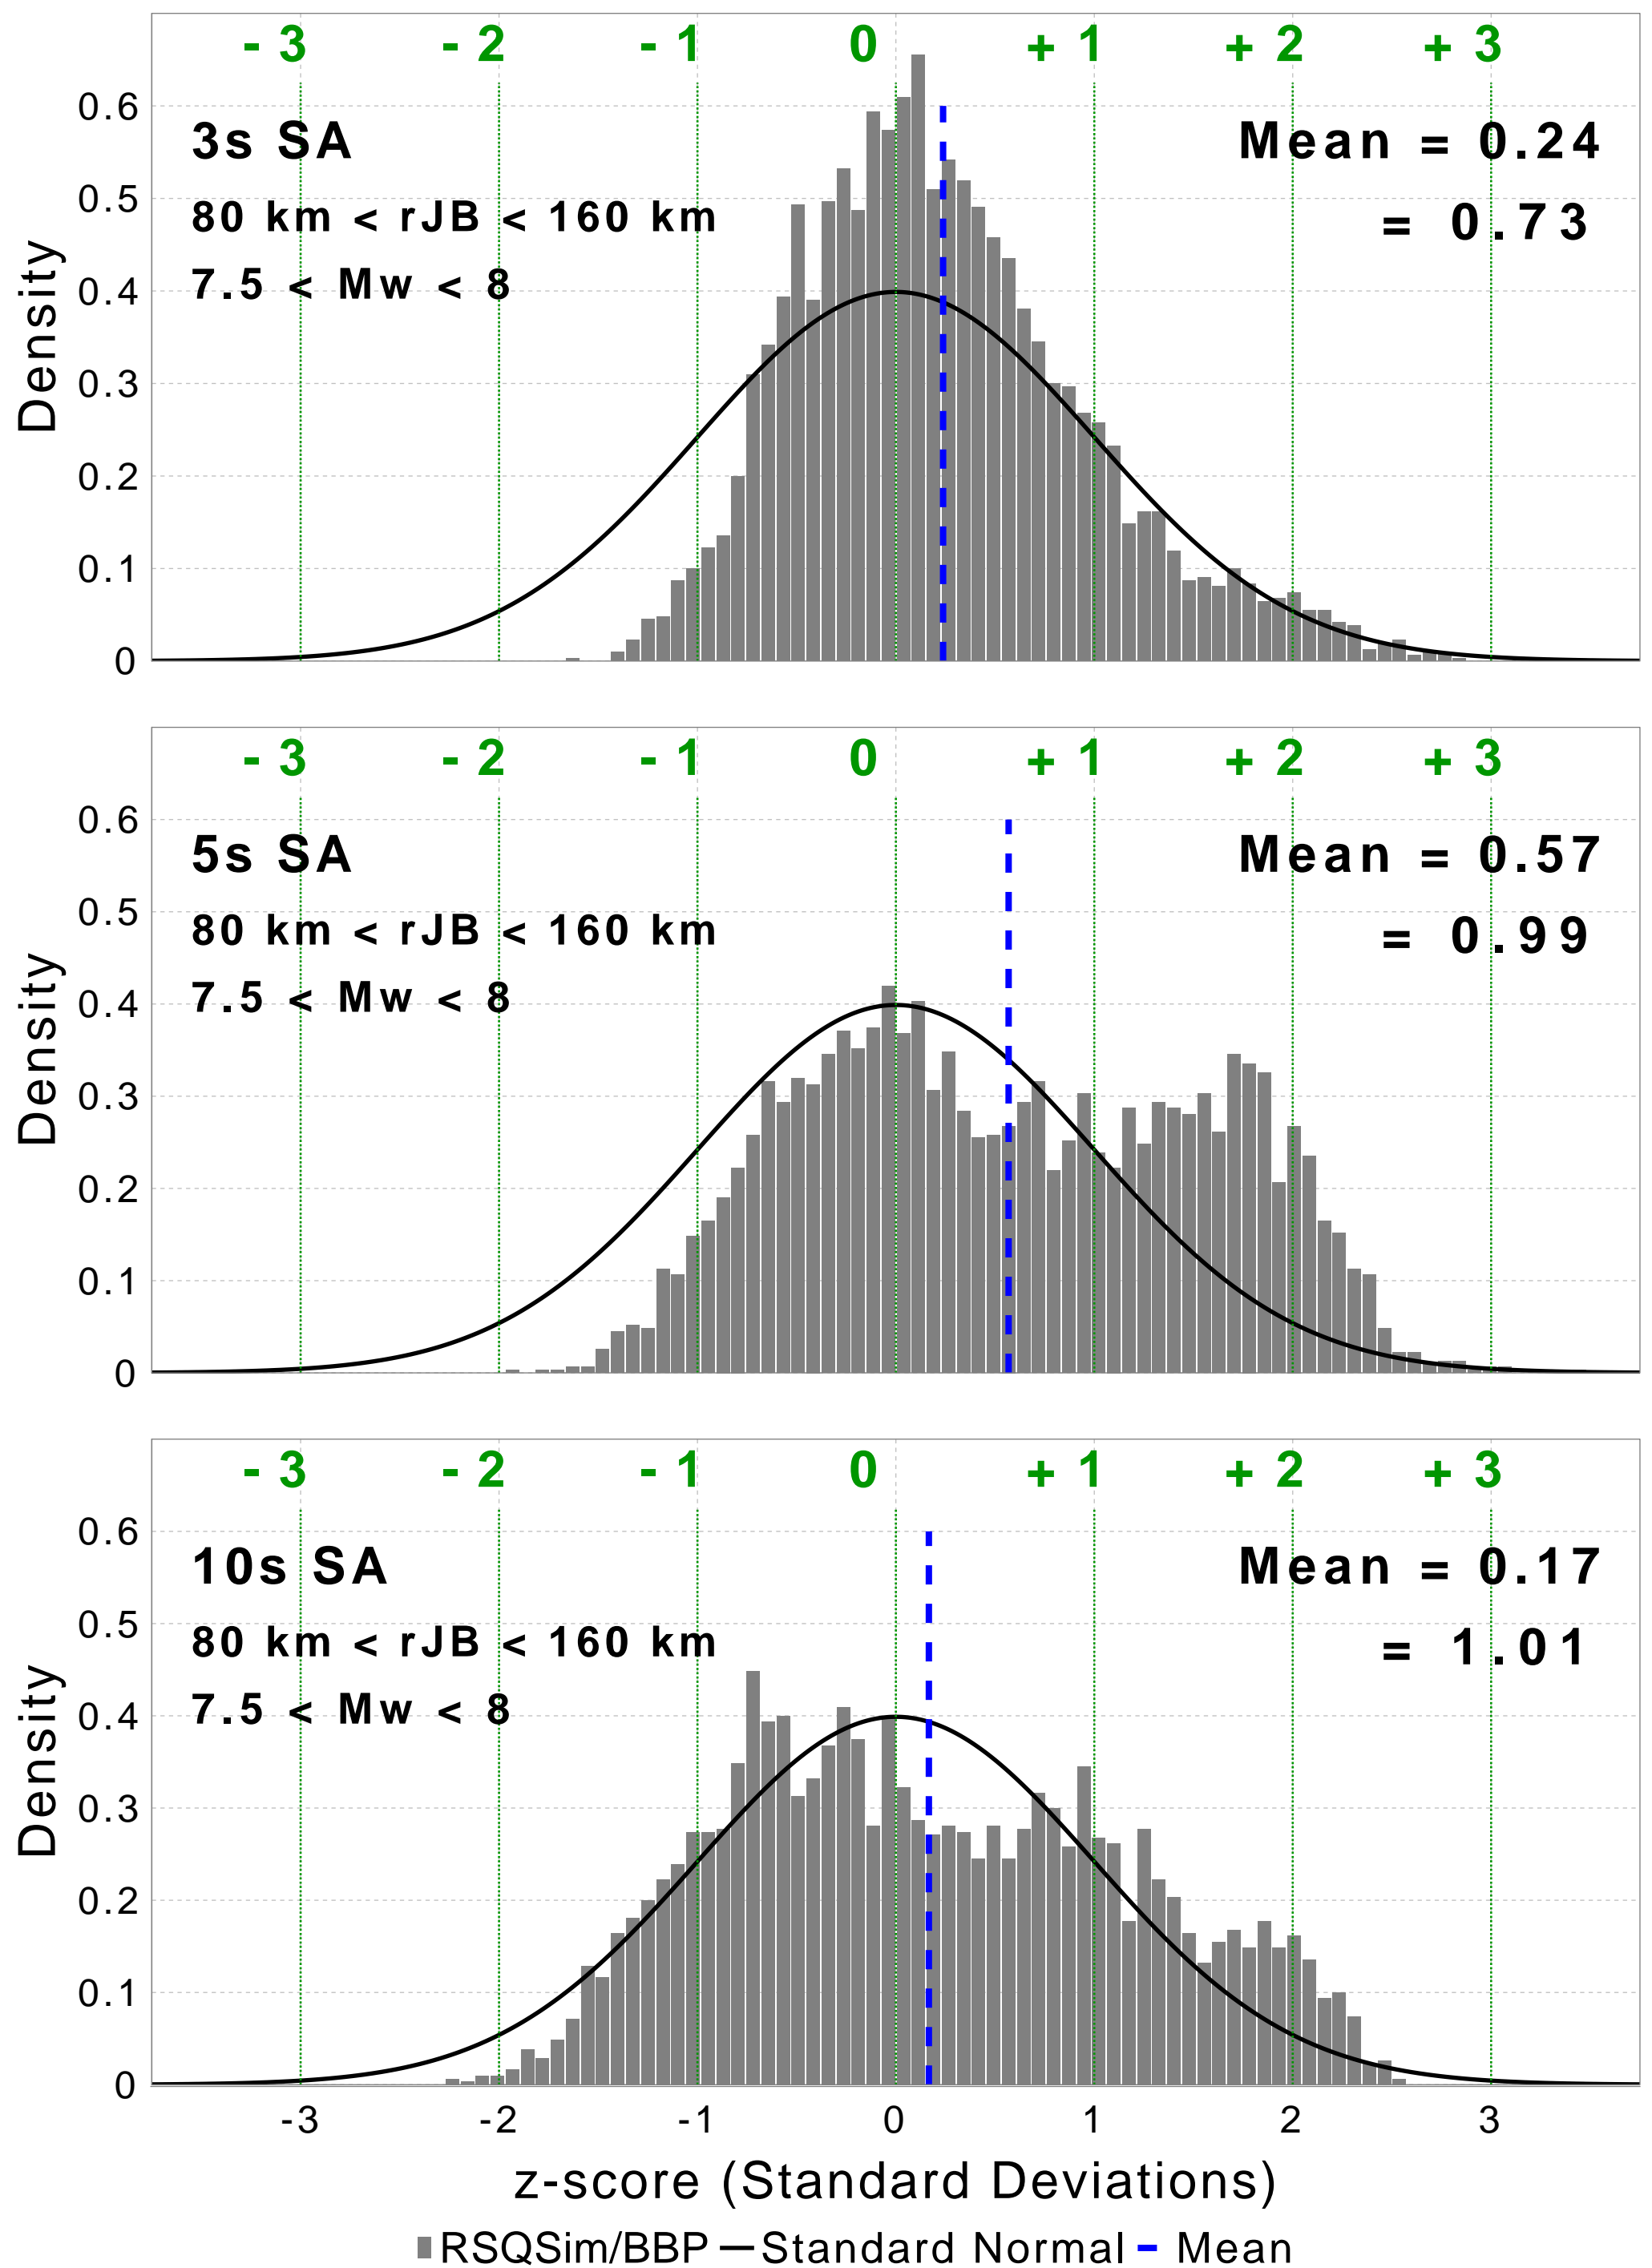 - 3 - 2 - 1 0 + 1 + 2 + 3
0.6
3s SA Mean = 0.24
0.5
80 km < rJB < 160 km = 0.73
7.5 < Mw < 8
0.4
0.3
0.2
0.1
0
Density
- 3 - 2 - 1 0 + 1 + 2 + 3
0.6
5s SA Mean = 0.57
0.5
80 km < rJB < 160 km = 0.99
7.5 < Mw < 8
0.4
0.3
0.2
0.1
0
Density
- 3 - 2 - 1 0 + 1 + 2 + 3
0.6
10s SA Mean = 0.17
0.5
80 km < rJB < 160 km = 1.01
7.5 < Mw < 8
0.4
0.3
0.2
0.1
0
Density
-3 -2 -1 0 1 2 3
z-score (Standard Deviations)
RSQSim/BBP Standard Normal Mean